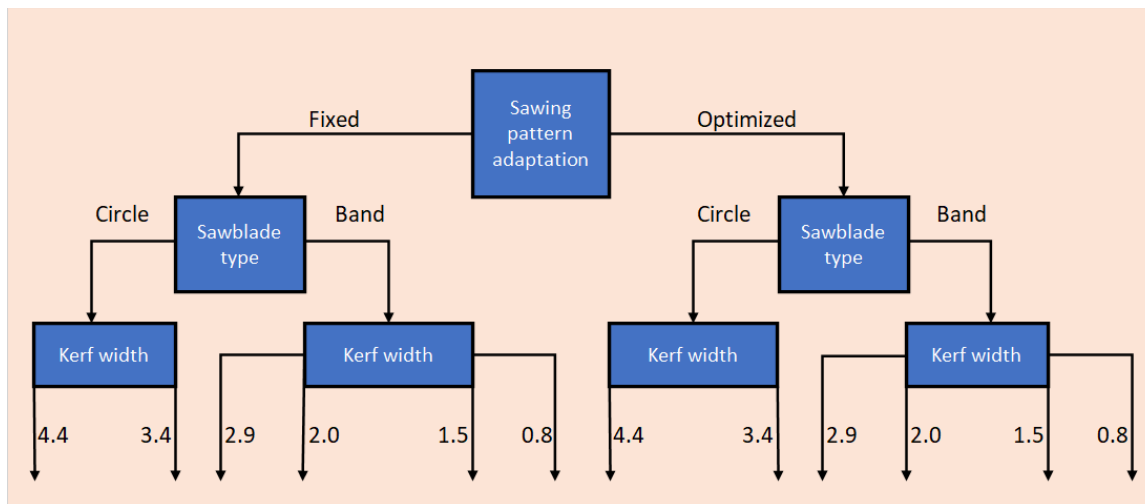 Sawing
pattern
adaptation
Fixed
Optimized
Circle
Band
Circle
Band
Sawblade
type
Sawblade
type
Kerf width
Kerf width
Kerf width
Kerf width
4.4
3.4
2.9
2.0
1.5
0.8
4.4
3.4
2.9
2.0
1.5
0.8